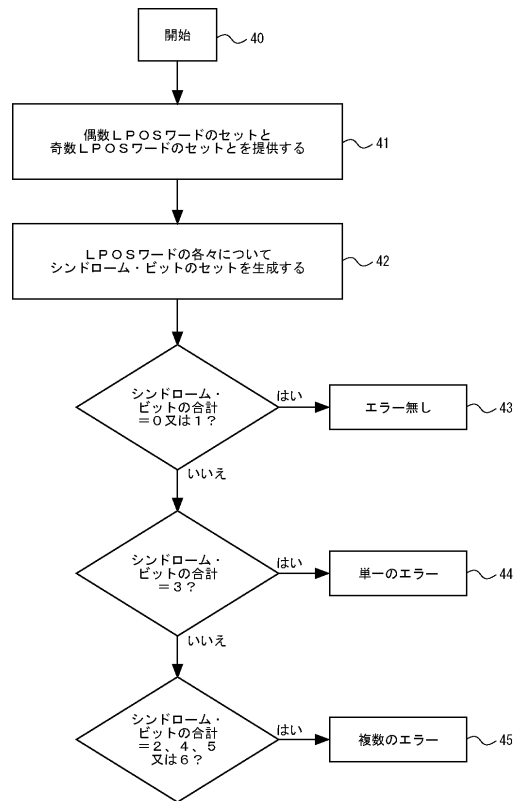 開始
40
偶数ＬＰＯＳワードのセットと
奇数ＬＰＯＳワードのセットとを提供する
41
ＬＰＯＳワードの各々について
シンドローム・ビットのセットを生成する
42
シンドローム・
ビットの合計
＝０又は１？
はい
エラー無し
43
いいえ
シンドローム・
ビットの合計
＝３？
はい
単一のエラー
44
いいえ
シンドローム・
ビットの合計
＝２、４、５
又は６？
はい
複数のエラー
45